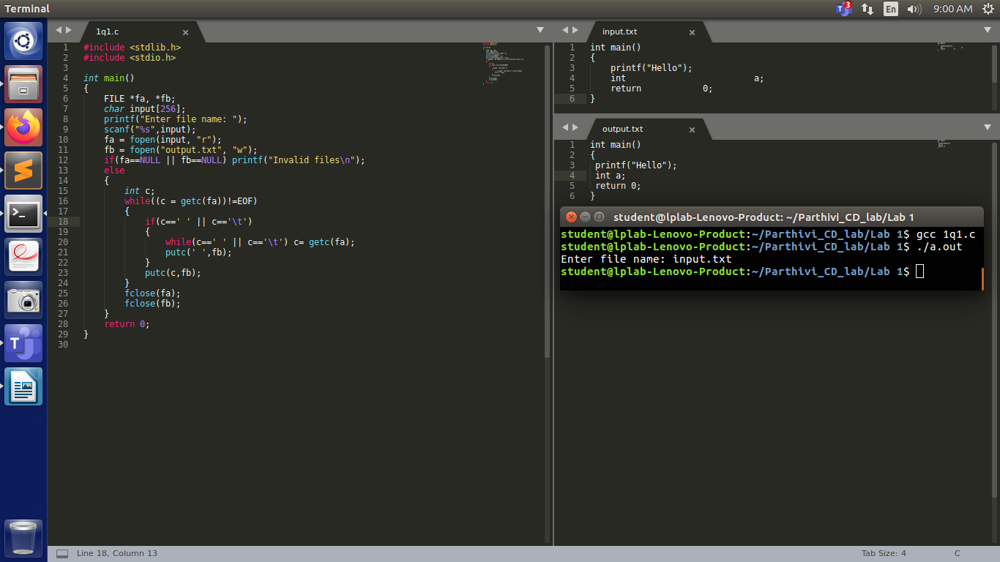 Terminal
3
En
9:00 AM
1q1.c
1 #include <stdlib.h>
2 #include <stdio.h>
3
4 int main()
5 {
6     FILE *fa, *fb;
7     char input[256];
8     printf("Enter file name: ");
9     scanf("%s",input);
10     fa = fopen(input, "r");
11     fb = fopen("output.txt", "w");
12     if(fa==NULL || fb==NULL) printf("Invalid files\n");
13     else
14     {
15         int c;
16         while((c = getc(fa))!=EOF)
17         {
18             if(c==' ' || c=='\t')
19             {
20                 while(c==' ' || c=='\t') c= getc(fa);
21                 putc(' ',fb);
22             }
23             putc(c,fb);
24         }
25         fclose(fa);
26         fclose(fb);
27     }
28     return 0;
29 }
30
input.txt
1 int main()
2 {
3     printf("Hello");
4     int                         a;
5     return            0;
6 }
output.txt
1 int main()
2 {
3  printf("Hello");
4  int a;
5  return 0;
6 }
student@lplab-Lenovo-Product: ~/Parthivi_CD_lab/Lab 1
student@lplab-Lenovo-Product:~/Parthivi_CD_lab/Lab 1$ gcc 1q1.c
student@lplab-Lenovo-Product:~/Parthivi_CD_lab/Lab 1$ ./a.out
Enter file name: input.txt
student@lplab-Lenovo-Product:~/Parthivi_CD_lab/Lab 1$
T
Line 18, Column 13
Tab Size: 4
C